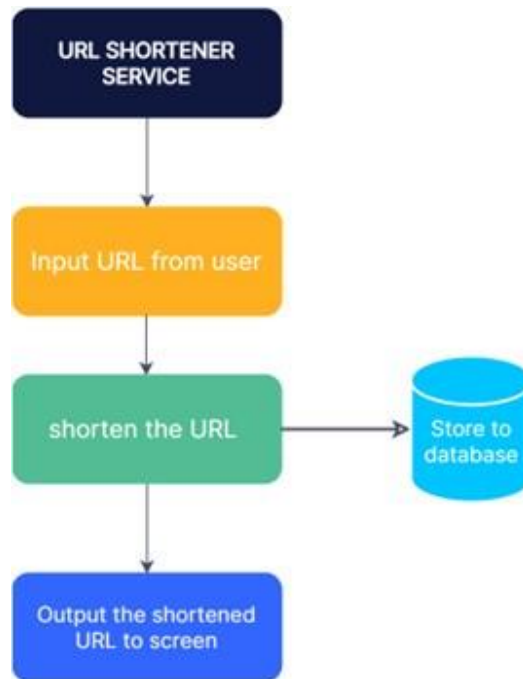 URL SHORTENER
SERVICE
Input URL from user
shorten the URL
Store to
database
Output the shortened
URL to screen